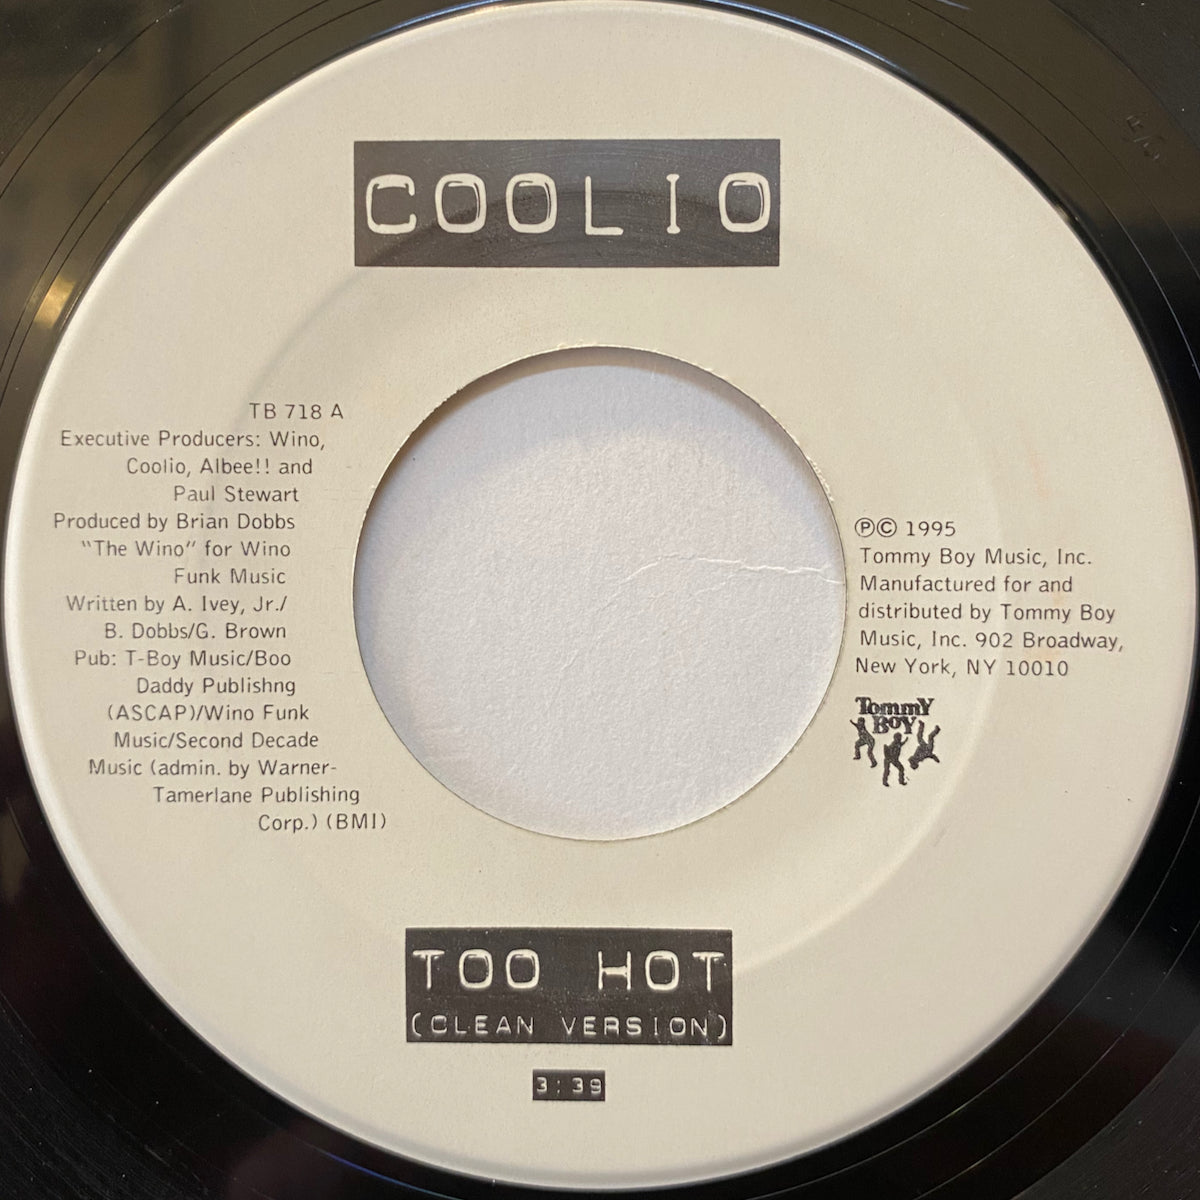 COOLIO
TB 718 A
Executive Producers: Wino,
Coolio, Albee!! and
Paul Stewart
Produced by Brian Dobbs
"The Wino" for Wino
Funk Music
Written by A. Ivey, Jr./
B. Dobbs/G. Brown
Pub: T-Boy Music/Boo
Daddy Publishng
(ASCAP)/Wino Funk
Music/Second Decade
Music (admin. by Warner-
Tamerlane Publishing
Corp.) (BMI)
℗© 1995
Tommy Boy Music, Inc.
Manufactured for and
distributed by Tommy Boy
Music, Inc. 902 Broadway,
New York, NY 10010
Tommy
Boy
TOO HOT
(CLEAN VERSION)
3:39